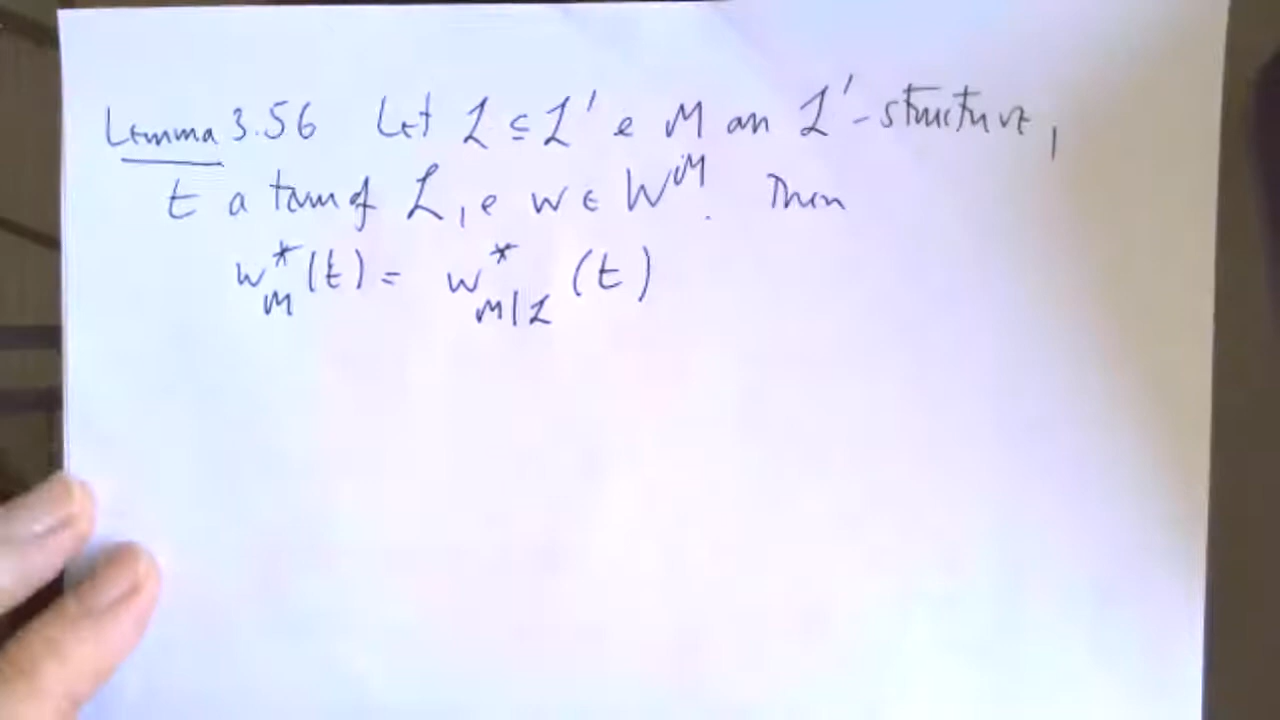 Lemma 3.56 Let ℒ ⊆ ℒ' e M an ℒ'-structure,
t a term of ℒ, e w ∈ W^M. Then
w*_M(t) = w*_{M|ℒ}(t)